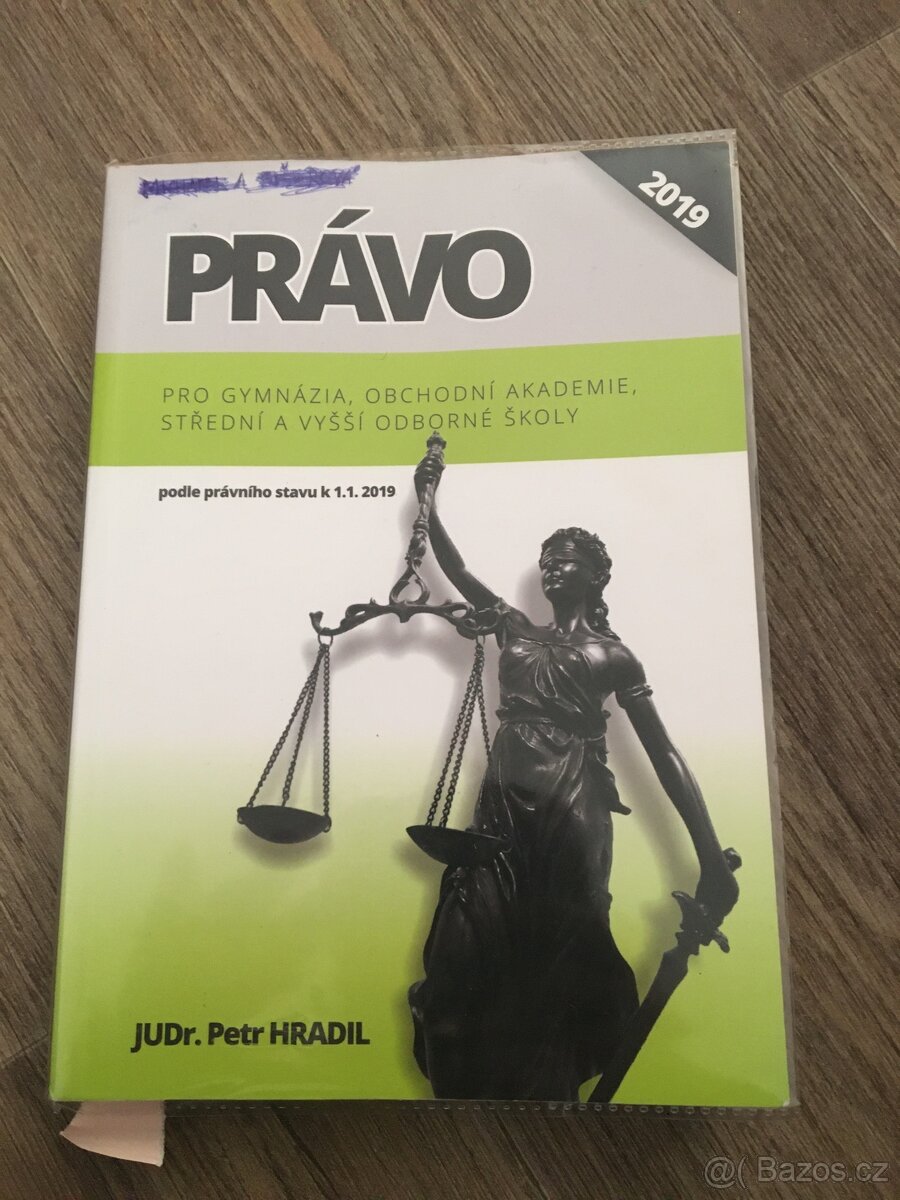 2019
PRÁVO
PRO GYMNÁZIA, OBCHODNÍ AKADEMIE,
STŘEDNÍ A VYŠŠÍ ODBORNÉ ŠKOLY
podle právního stavu k 1.1. 2019
JUDr. Petr HRADIL
@( Bazos.cz